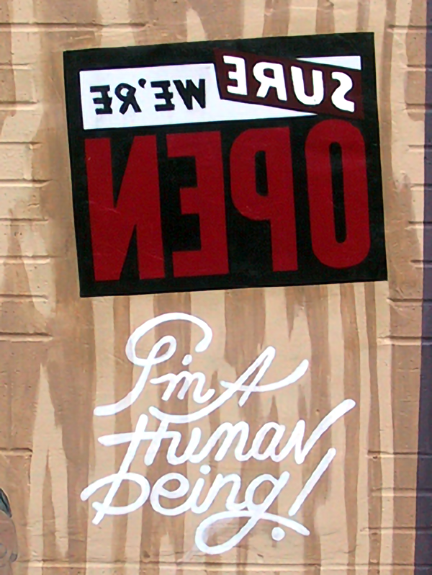 SURE WE'RE
OPEN
I'm A
Human
Being!